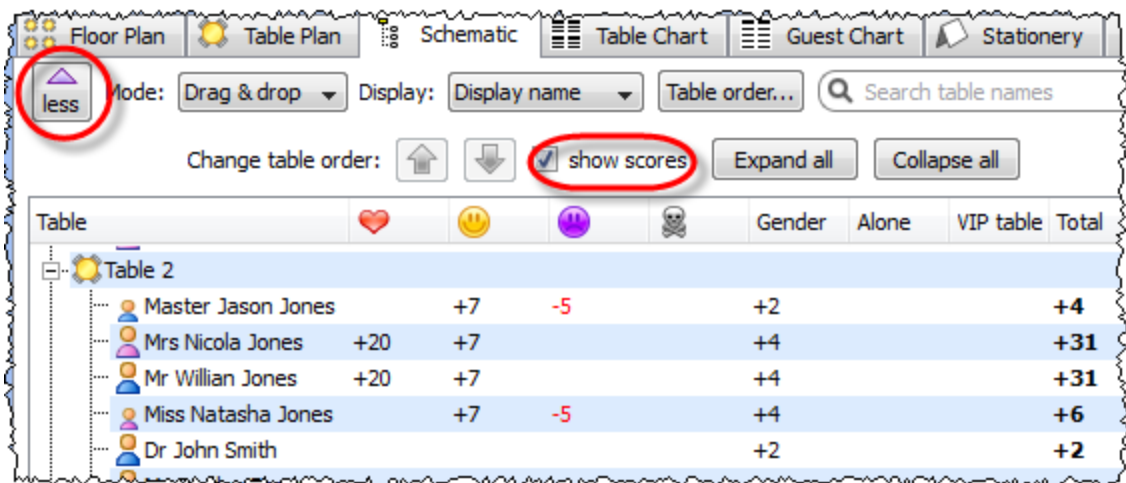 Floor Plan Table Plan Schematic Table Chart Guest Chart Stationery
less Mode: Drag & drop Display: Display name Table order... Search table names
Change table order: show scores Expand all Collapse all
Table Gender Alone VIP table Total
Table 2
Master Jason Jones +7 -5 +2 +4
Mrs Nicola Jones +20 +7 +4 +31
Mr Willian Jones +20 +7 +4 +31
Miss Natasha Jones +7 -5 +4 +6
Dr John Smith +2 +2